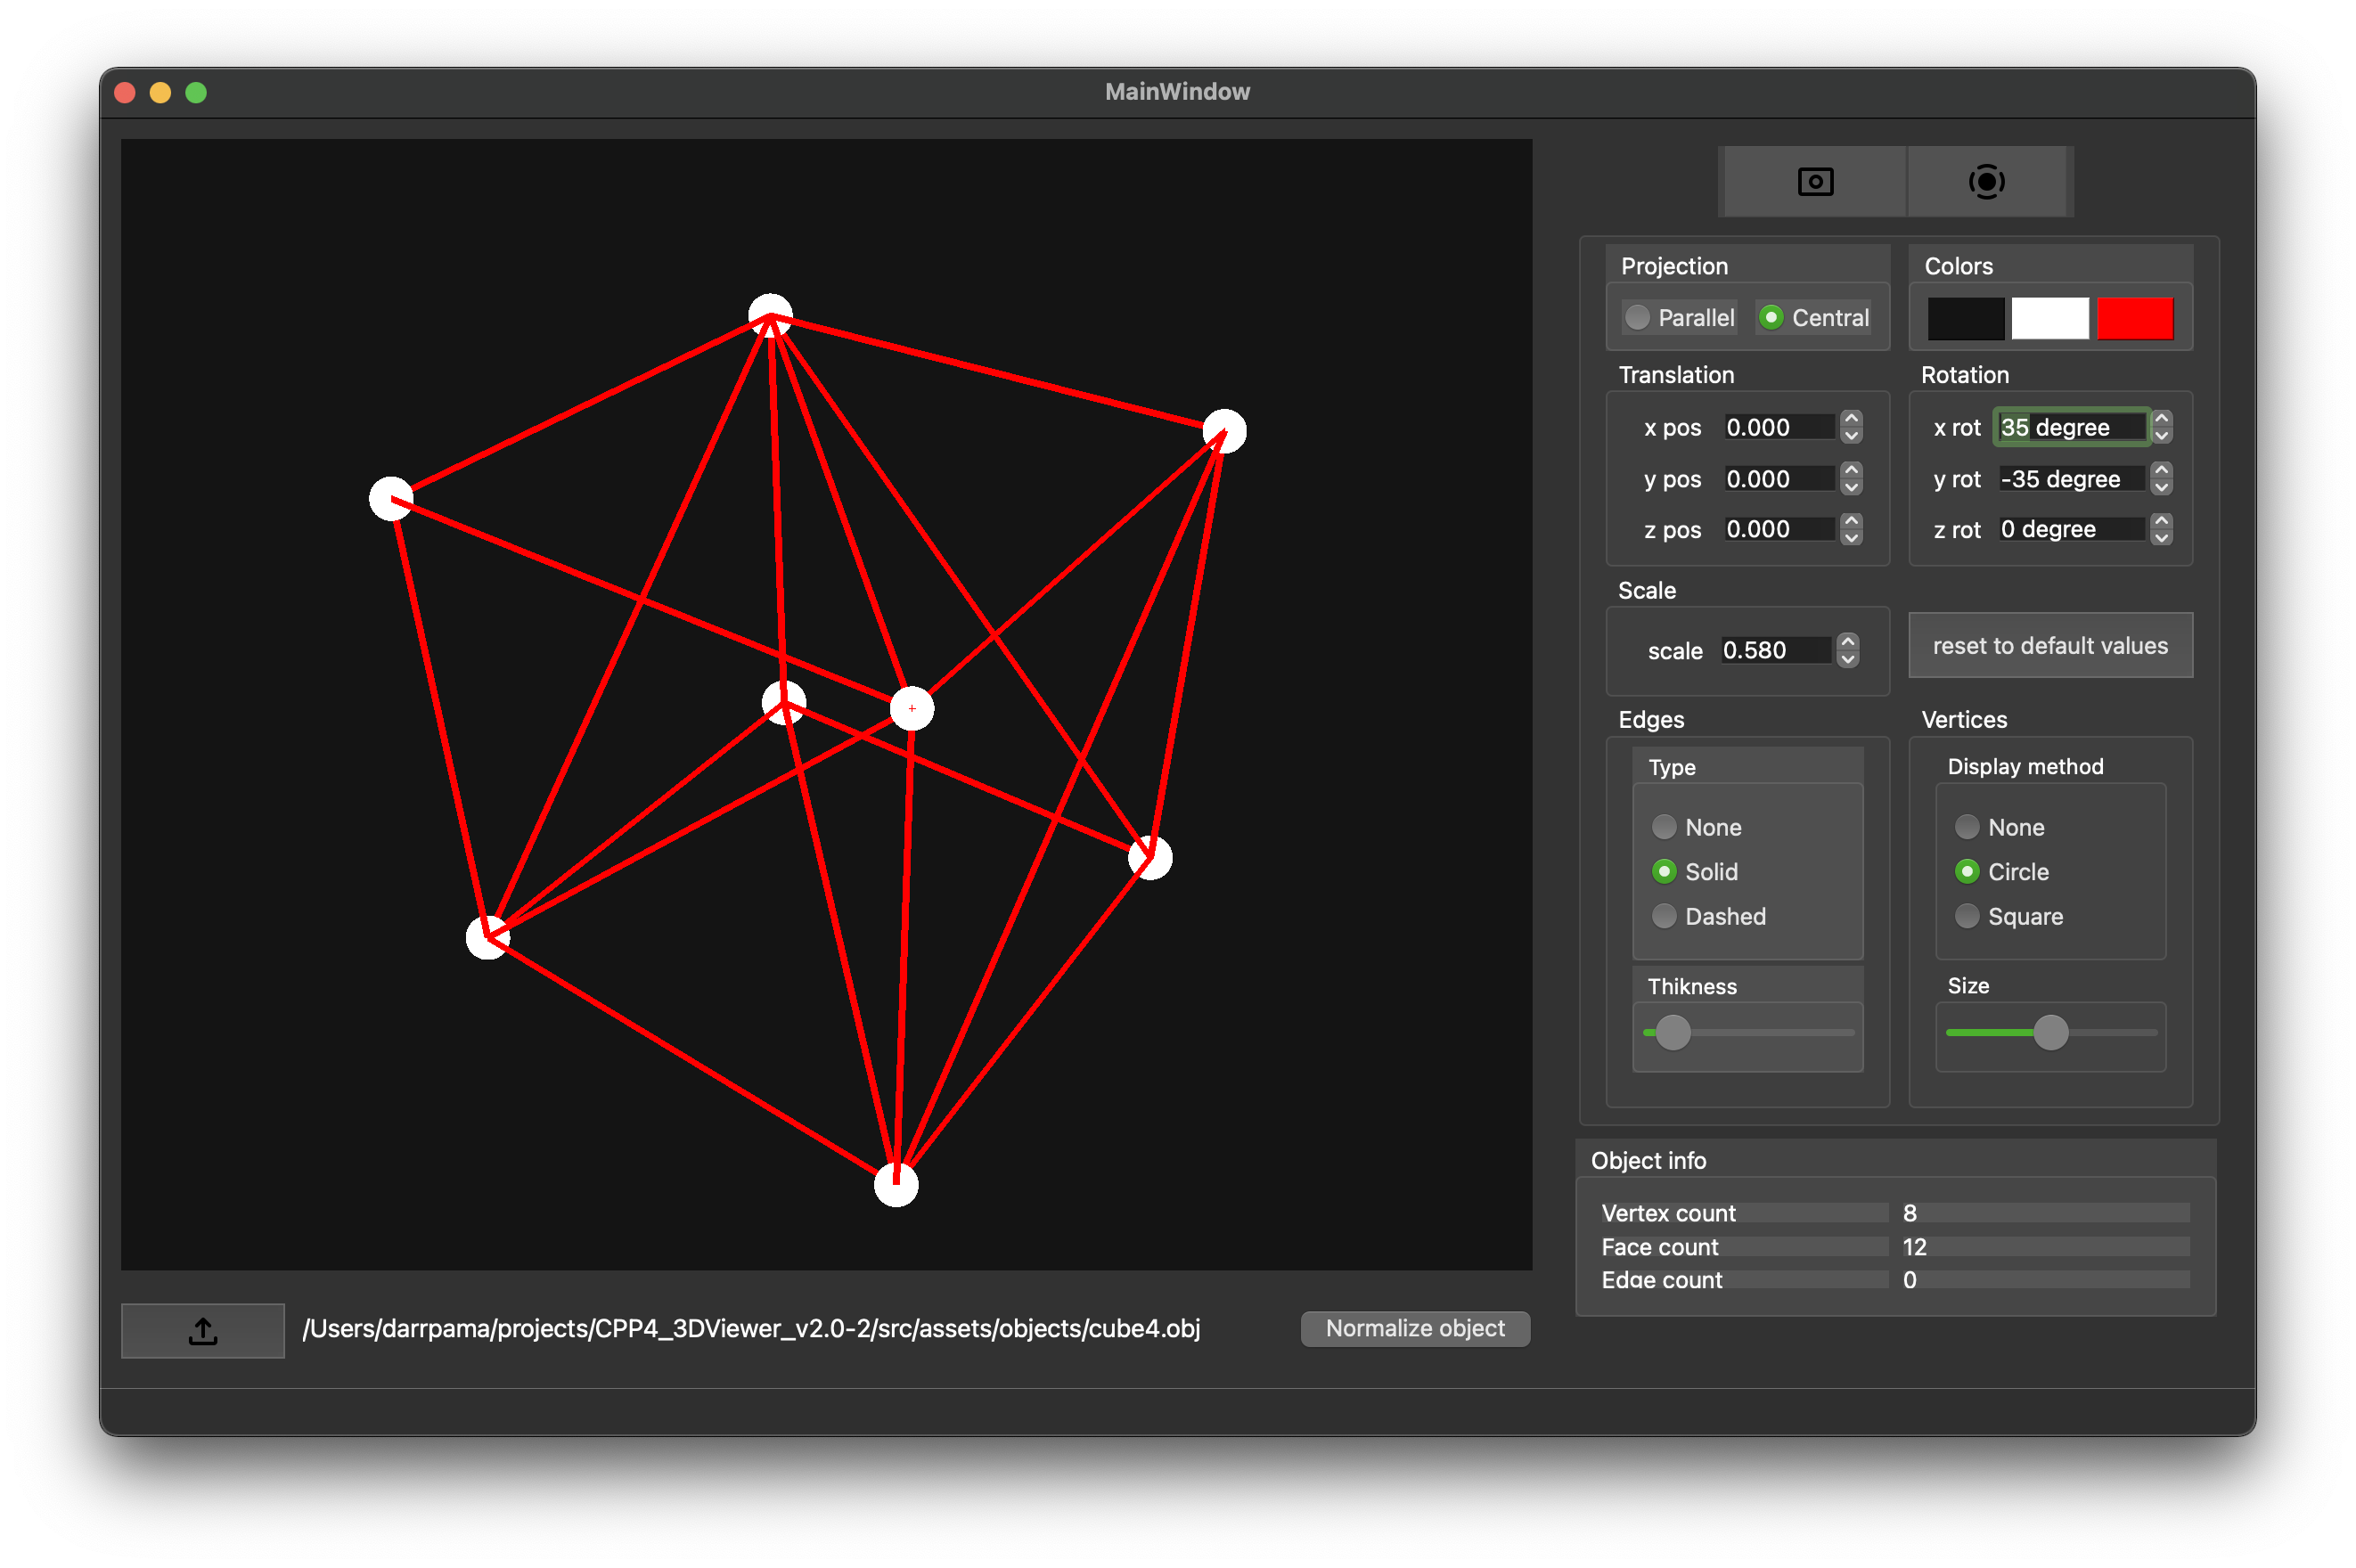 MainWindow
Projection
Colors
Parallel
Central
Translation
Rotation
x pos 0.000
x rot 35 degree
y pos 0.000
y rot -35 degree
z pos 0.000
z rot 0 degree
Scale
scale 0.580
reset to default values
Edges
Vertices
Type
Display method
None
None
Solid
Circle
Dashed
Square
Thikness
Size
Object info
Vertex count 8
Face count 12
Edge count 0
/Users/darrpama/projects/CPP4_3DViewer_v2.0-2/src/assets/objects/cube4.obj
Normalize object